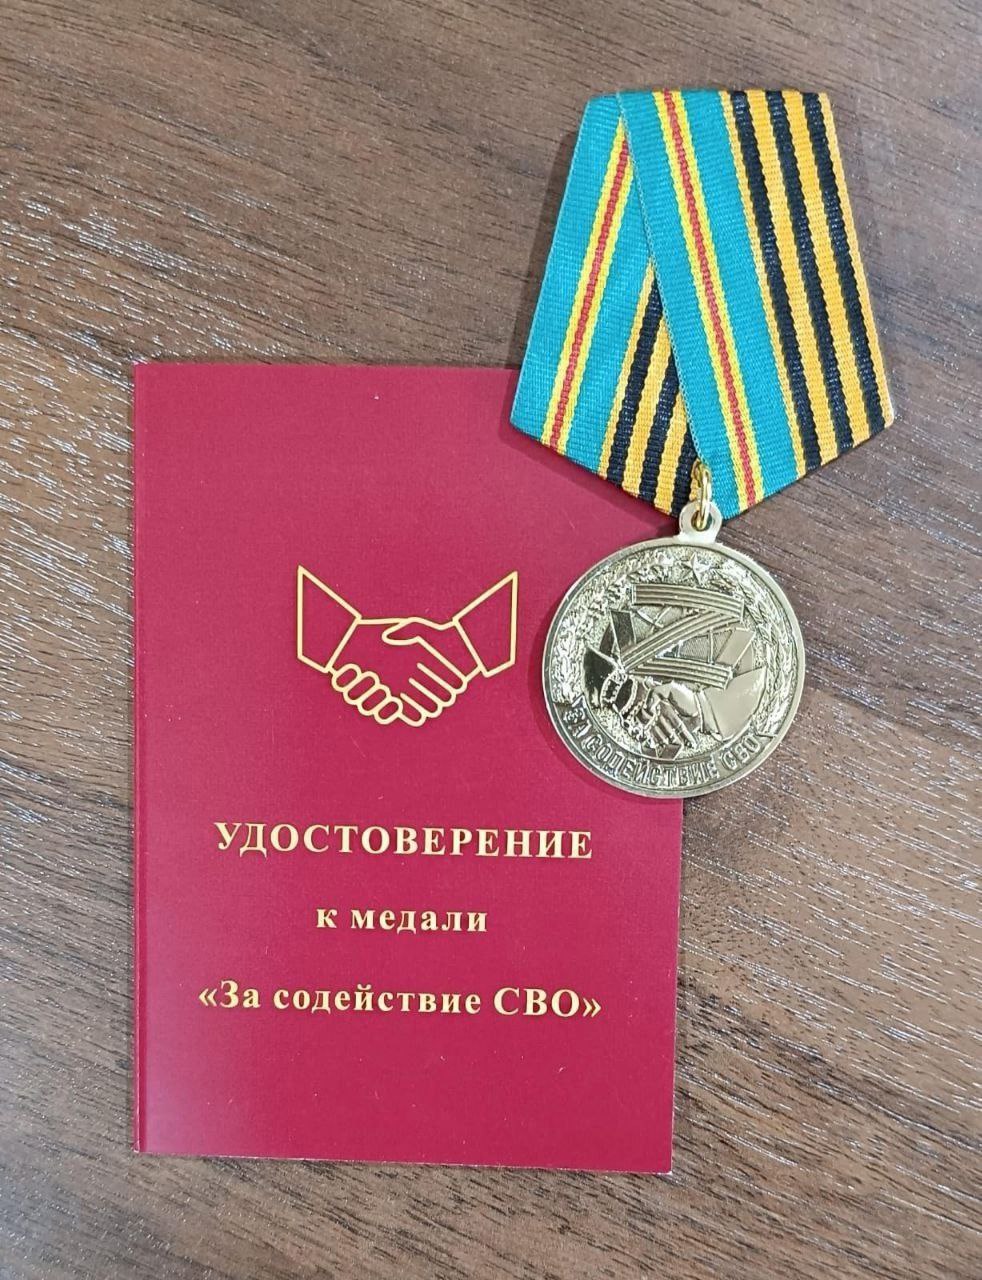 УДОСТОВЕРЕНИЕ
к медали
«За содействие СВО»
ЗА СОДЕЙСТВИЕ СВО